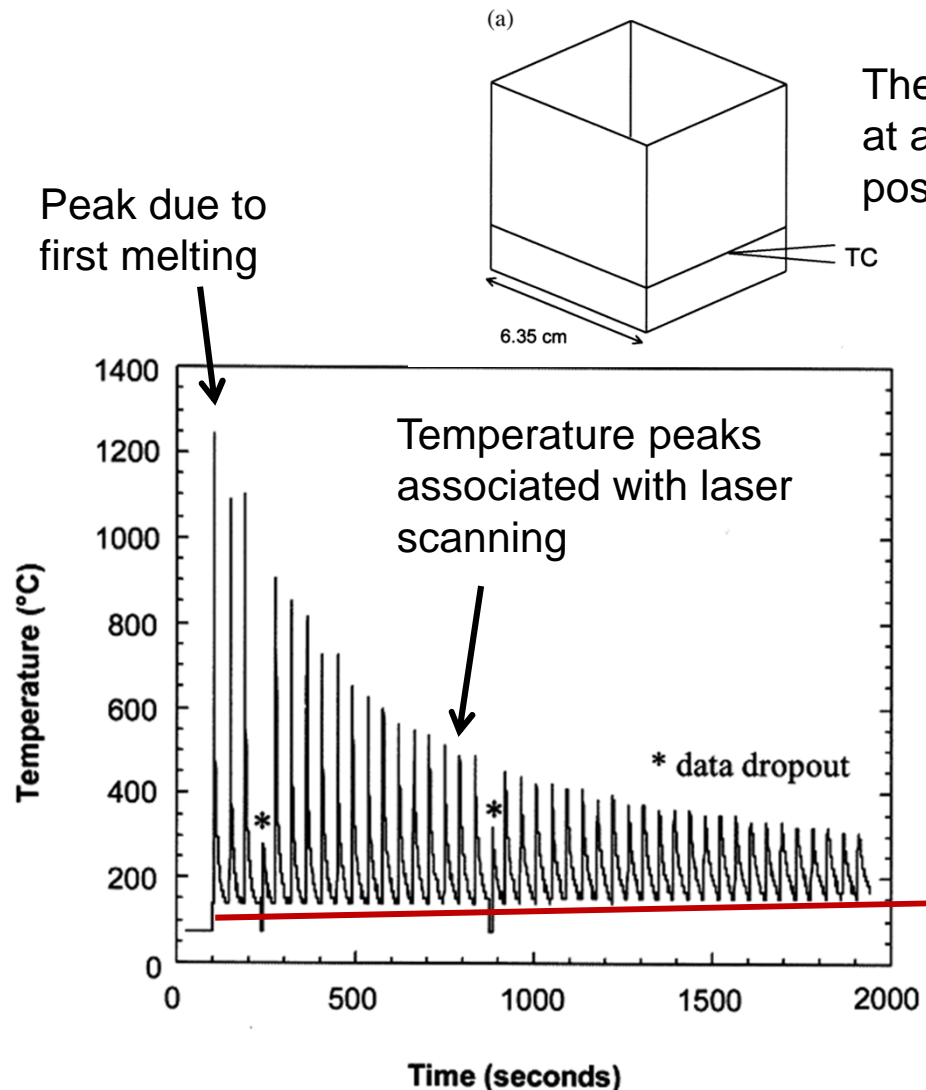 (a)
The
at a
pos
TC
6.35 cm
Peak due to
first melting
Temperature peaks
associated with laser
scanning
* data dropout
*
*
Temperature (°C)
1400
1200
1000
800
600
400
200
0
0
500
1000
1500
2000
Time (seconds)